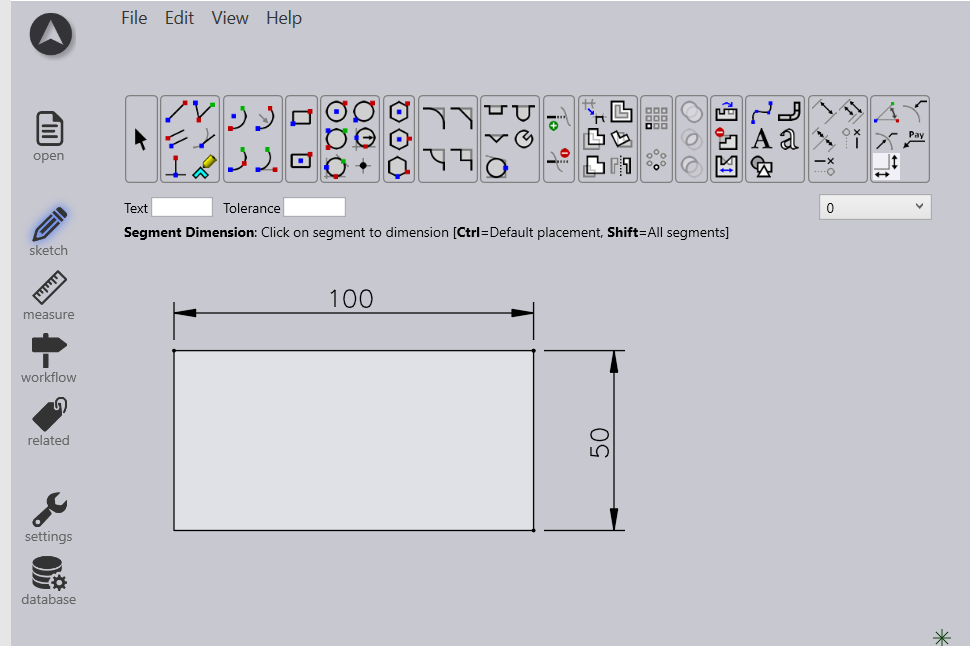 File Edit View Help
open
A a
Pay
Text Tolerance
0
Segment Dimension: Click on segment to dimension [Ctrl=Default placement, Shift=All segments]
sketch
100
measure
workflow
related
50
settings
database